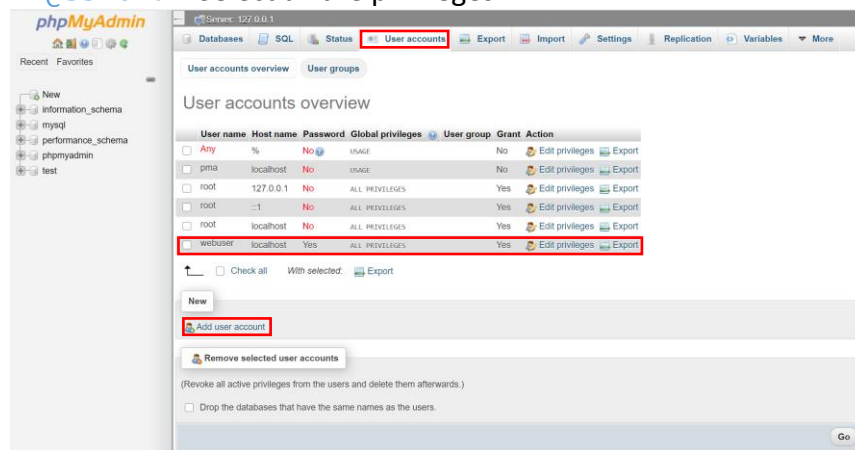 Select all the privileges
phpMyAdmin
Recent Favorites
New
information_schema
mysql
performance_schema
phpmyadmin
test
Server: 127.0.0.1
Databases SQL Status User accounts Export Import Settings Replication Variables More
User accounts overview User groups
User accounts overview
User name Host name Password Global privileges User group Grant Action
Any % No USAGE No Edit privileges Export
pma localhost No USAGE No Edit privileges Export
root 127.0.0.1 No ALL PRIVILEGES Yes Edit privileges Export
root ::1 No ALL PRIVILEGES Yes Edit privileges Export
root localhost No ALL PRIVILEGES Yes Edit privileges Export
webuser localhost Yes ALL PRIVILEGES Yes Edit privileges Export
Check all With selected: Export
New
Add user account
Remove selected user accounts
(Revoke all active privileges from the users and delete them afterwards.)
Drop the databases that have the same names as the users.
Go